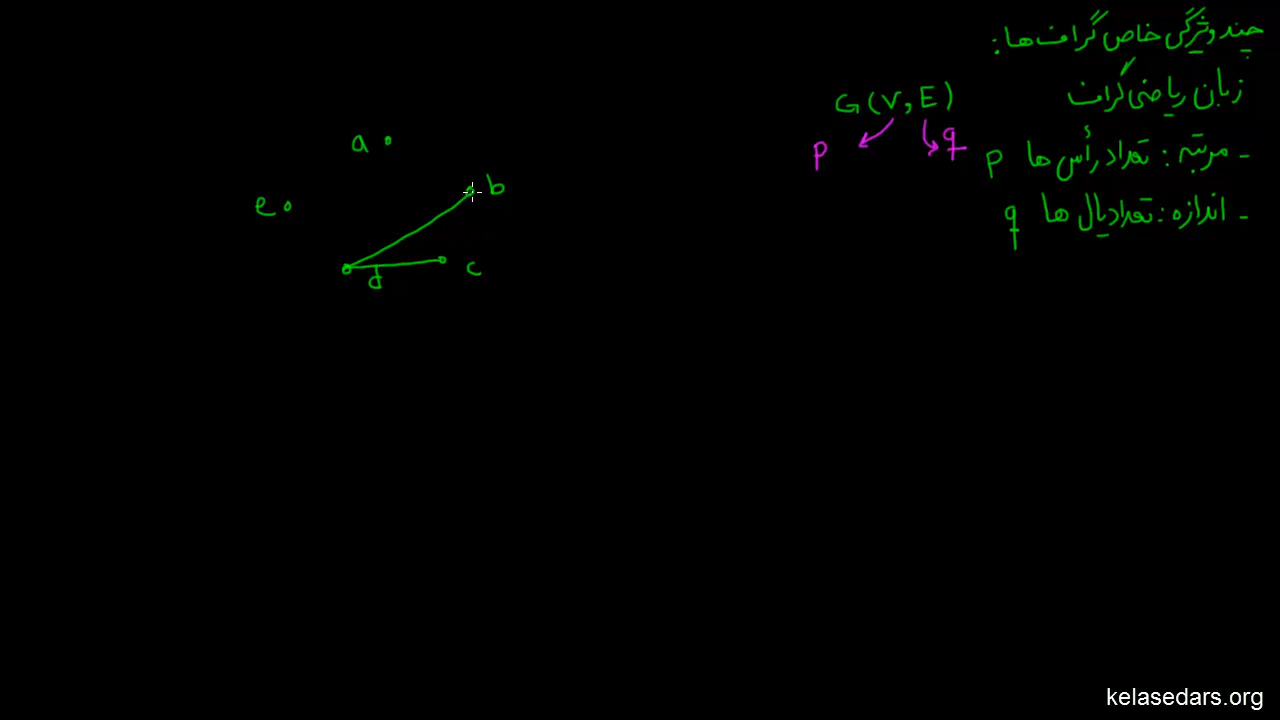 چند ویژگی خاص گراف ها :
زبان ریاضی گراف G(V,E)
p q
- مرتبه : تعداد رأس ها p
- اندازه : تعداد یال ها q
a
b
e
c
d
kelasedars.org